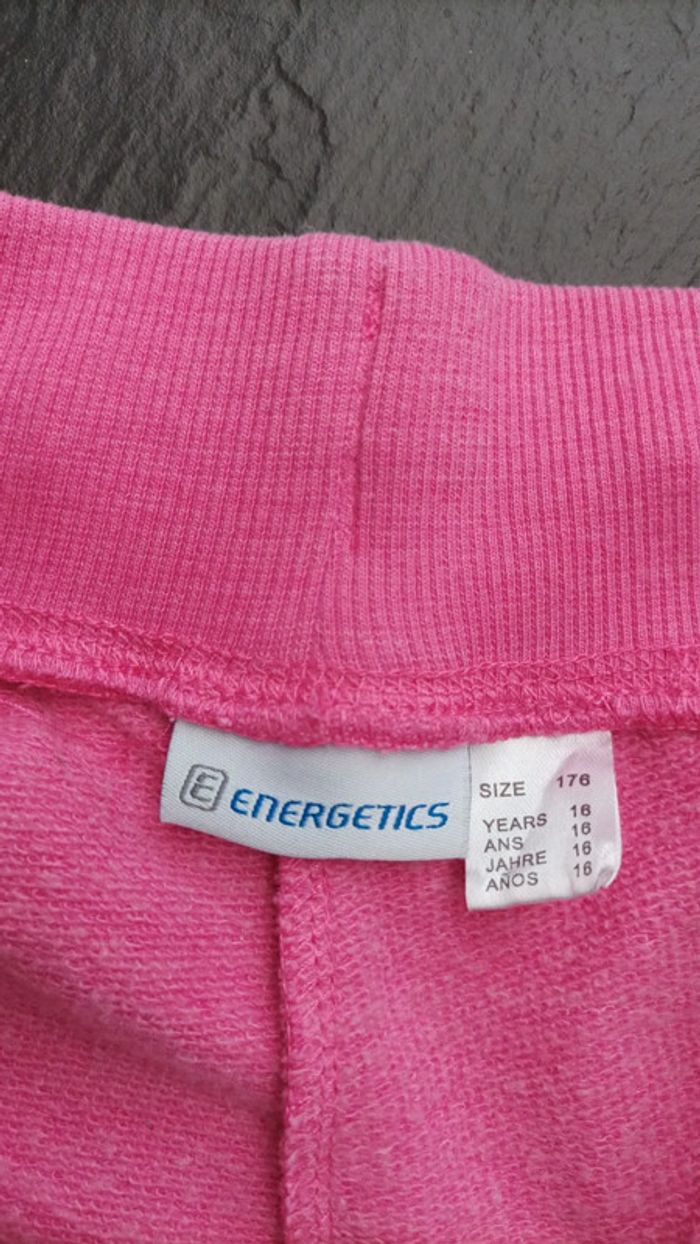 E ENERGETICS
SIZE 176
YEARS 16
ANS 16
JAHRE 16
AÑOS 16